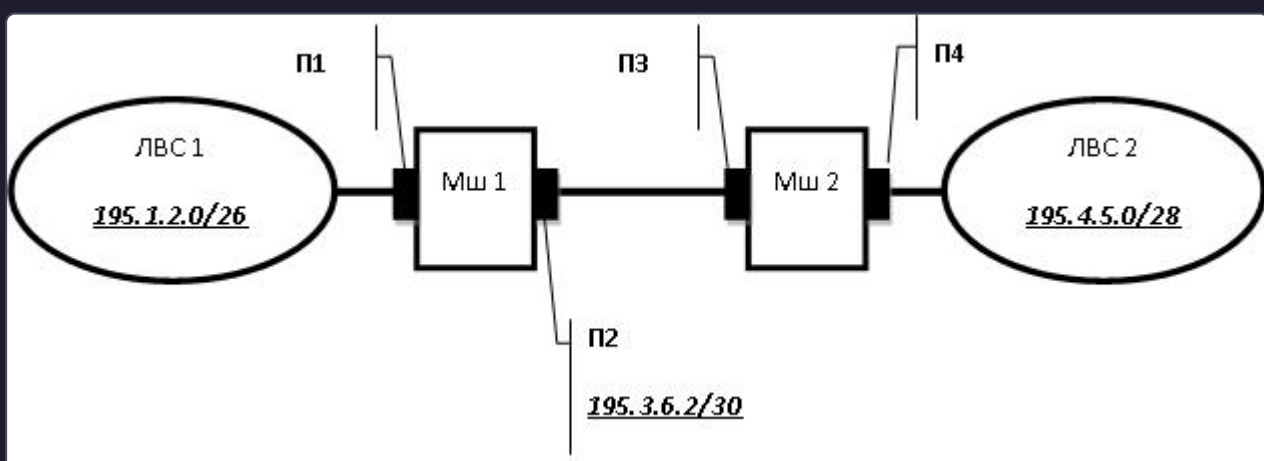 П1
П3
П4
ЛВС 1
195.1.2.0/26
Мш 1
Мш 2
ЛВС 2
195.4.5.0/28
П2
195.3.6.2/30